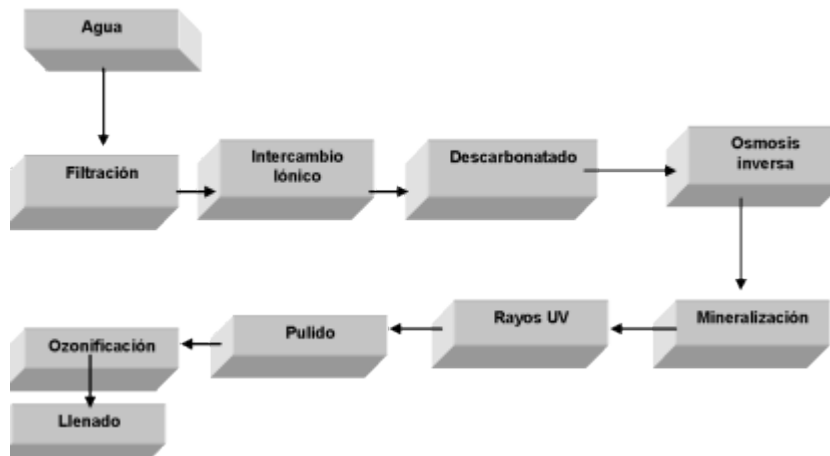 Agua
Filtración
Intercambio
Iónico
Descarbonatado
Osmosis
inversa
Mineralización
Rayos UV
Pulido
Ozonificación
Llenado